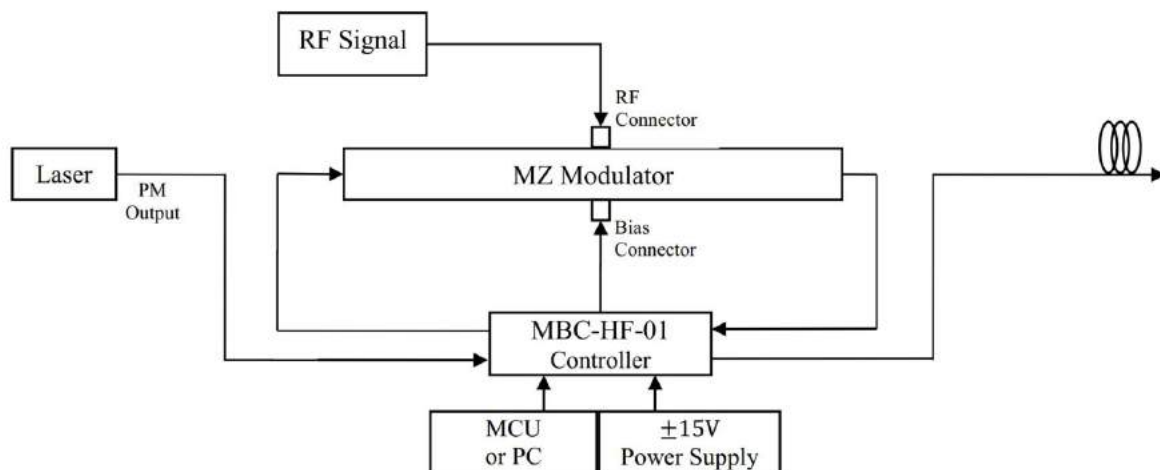 RF Signal
RF
Connector
Laser
PM
Output
MZ Modulator
Bias
Connector
MBC-HF-01
Controller
MCU
or PC
±15V
Power Supply